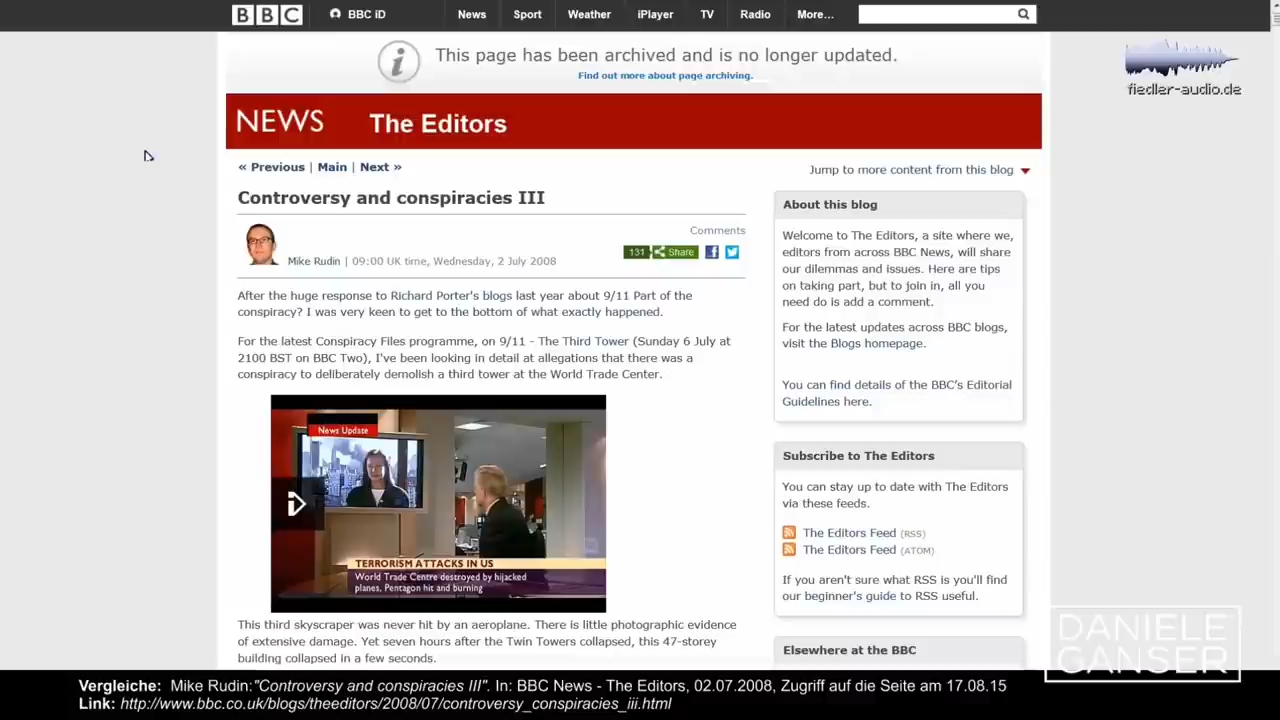 BBC
BBC iD
News
Sport
Weather
iPlayer
TV
Radio
More...
This page has been archived and is no longer updated.
Find out more about page archiving.
fiedler-audio.de
NEWS
The Editors
« Previous | Main | Next »
Jump to more content from this blog
Controversy and conspiracies III
Comments
131 Share
Mike Rudin | 09:00 UK time, Wednesday, 2 July 2008
After the huge response to Richard Porter's blogs last year about 9/11 Part of the
conspiracy? I was very keen to get to the bottom of what exactly happened.
For the latest Conspiracy Files programme, on 9/11 - The Third Tower (Sunday 6 July at
2100 BST on BBC Two), I've been looking in detail at allegations that there was a
conspiracy to deliberately demolish a third tower at the World Trade Center.
News Update
TERRORISM ATTACKS IN US
World Trade Centre destroyed by hijacked
planes, Pentagon hit and burning
This third skyscraper was never hit by an aeroplane. There is little photographic evidence
of extensive damage. Yet seven hours after the Twin Towers collapsed, this 47-storey
building collapsed in a few seconds.
About this blog
Welcome to The Editors, a site where we,
editors from across BBC News, will share
our dilemmas and issues. Here are tips
on taking part, but to join in, all you
need do is add a comment.
For the latest updates across BBC blogs,
visit the Blogs homepage.
You can find details of the BBC's Editorial
Guidelines here.
Subscribe to The Editors
You can stay up to date with The Editors
via these feeds.
The Editors Feed (RSS)
The Editors Feed (ATOM)
If you aren't sure what RSS is you'll find
our beginner's guide to RSS useful.
Elsewhere at the BBC
DANIELE
GANSER
Vergleiche: Mike Rudin:"Controversy and conspiracies III". In: BBC News - The Editors, 02.07.2008, Zugriff auf die Seite am 17.08.15
Link: http://www.bbc.co.uk/blogs/theeditors/2008/07/controversy_conspiracies_iii.html